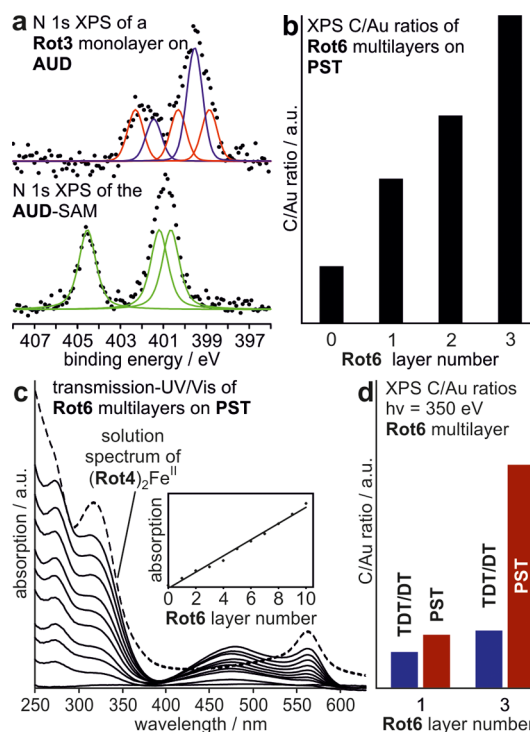 a
N 1s XPS of a
Rot3 monolayer on
AUD
N 1s XPS of the
AUD-SAM
407 405 403 401 399 397
binding energy / eV
b
XPS C/Au ratios of
Rot6 multilayers on
PST
C/Au ratio / a.u.
0 1 2 3
Rot6 layer number
c
transmission-UV/Vis of
Rot6 multilayers on PST
solution
spectrum of
(Rot4)₂Feᴵᴵ
absorption / a.u.
absorption
0 2 4 6 8 10
Rot6 layer number
250 300 350 400 450 500 550 600
wavelength / nm
d
XPS C/Au ratios
hν = 350 eV
Rot6 multilayer
C/Au ratio / a.u.
TDT/DT
PST
TDT/DT
PST
1 3
Rot6 layer number